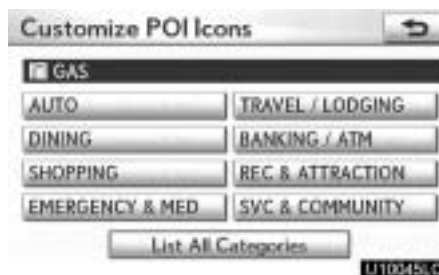 Customize POI Icons
GAS
AUTO TRAVEL / LODGING
DINING BANKING / ATM
SHOPPING REC & ATTRACTION
EMERGENCY & MED SVC & COMMUNITY
List All Categories